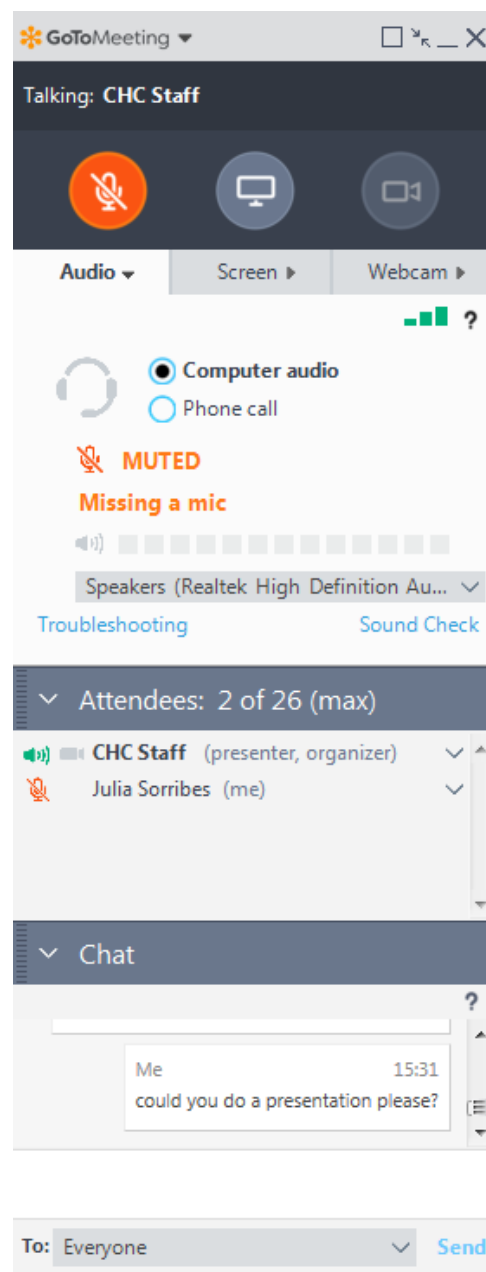 GoToMeeting
Talking: CHC Staff
Audio Screen Webcam
?
Computer audio
Phone call
MUTED
Missing a mic
Speakers (Realtek High Definition Au...
Troubleshooting Sound Check
Attendees: 2 of 26 (max)
CHC Staff (presenter, organizer)
Julia Sorribes (me)
Chat
?
Me 15:31
could you do a presentation please?
To: Everyone Send